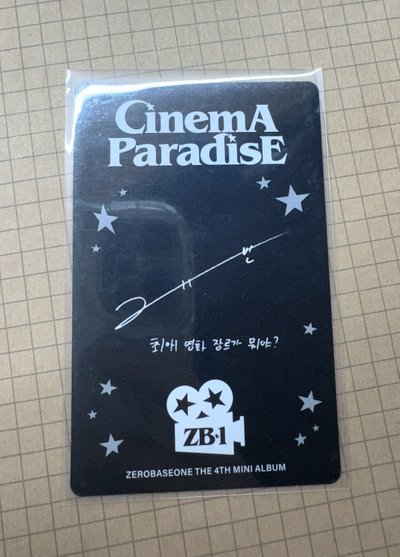 CinemA
ParadisE
최애 영화 장르가 뭐야?
ZB1
ZEROBASEONE THE 4TH MINI ALBUM